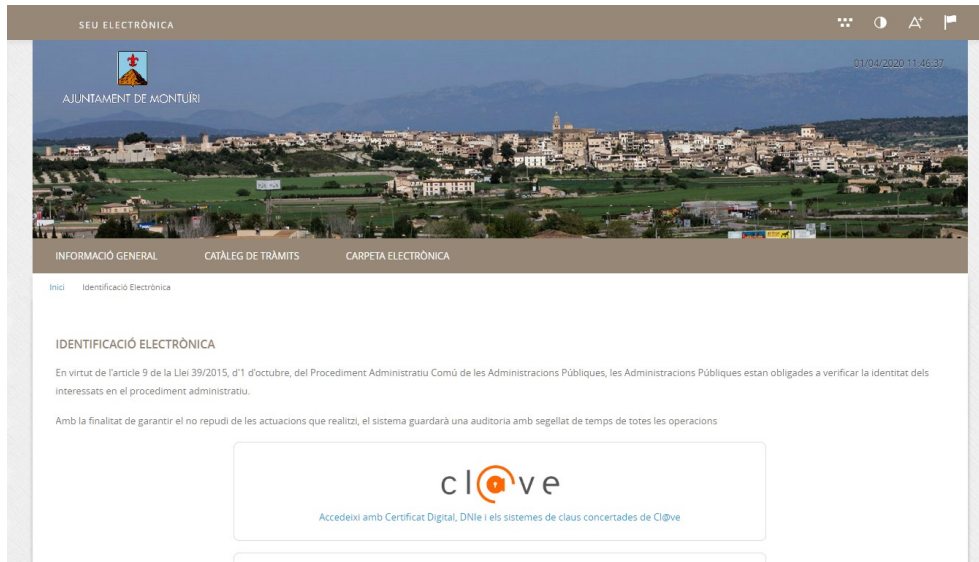 SEU ELECTRÒNICA
A+
01/04/2020 11:46:37
AJUNTAMENT DE MONTUÏRI
INFORMACIÓ GENERAL CATÀLEG DE TRÀMITS CARPETA ELECTRÒNICA
Inici Identificació Electrònica
IDENTIFICACIÓ ELECTRÒNICA
En virtut de l'article 9 de la Llei 39/2015, d'1 d'octubre, del Procediment Administratiu Comú de les Administracions Públiques, les Administracions Públiques estan obligades a verificar la identitat dels
interessats en el procediment administratiu.
Amb la finalitat de garantir el no repudi de les actuacions que realitzi, el sistema guardarà una auditoria amb segellat de temps de totes les operacions
cl@ve
Accedeixi amb Certificat Digital, DNIe i els sistemes de claus concertades de Cl@ve